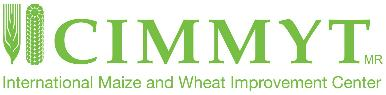 CIMMYT MR
International Maize and Wheat Improvement Center